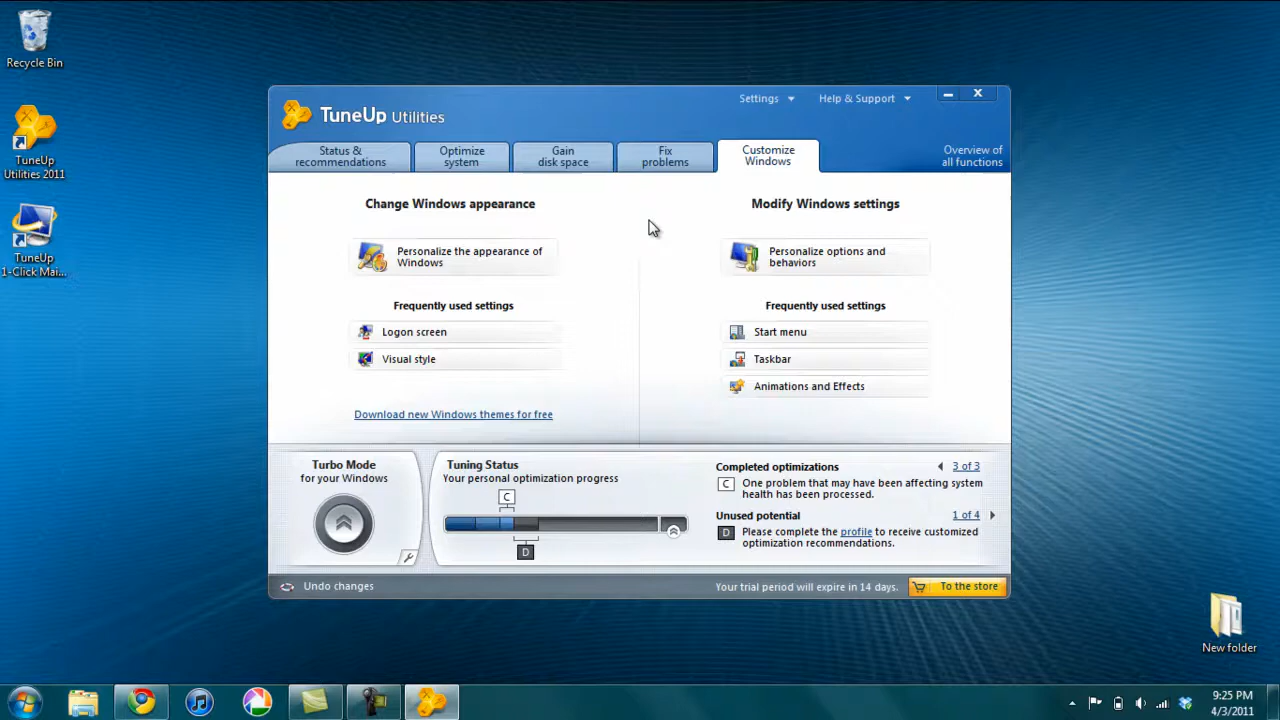 Recycle Bin
TuneUp
Utilities 2011
TuneUp
1-Click Mai...
TuneUp Utilities
Settings
Help & Support
Status &
recommendations
Optimize
system
Gain
disk space
Fix
problems
Customize
Windows
Overview of
all functions
Change Windows appearance
Personalize the appearance of
Windows
Frequently used settings
Logon screen
Visual style
Download new Windows themes for free
Modify Windows settings
Personalize options and
behaviors
Frequently used settings
Start menu
Taskbar
Animations and Effects
Turbo Mode
for your Windows
Tuning Status
Your personal optimization progress
C
D
Completed optimizations
3 of 3
C
One problem that may have been affecting system
health has been processed.
Unused potential
1 of 4
D
Please complete the profile to receive customized
optimization recommendations.
Undo changes
Your trial period will expire in 14 days.
To the store
New folder
9:25 PM
4/3/2011